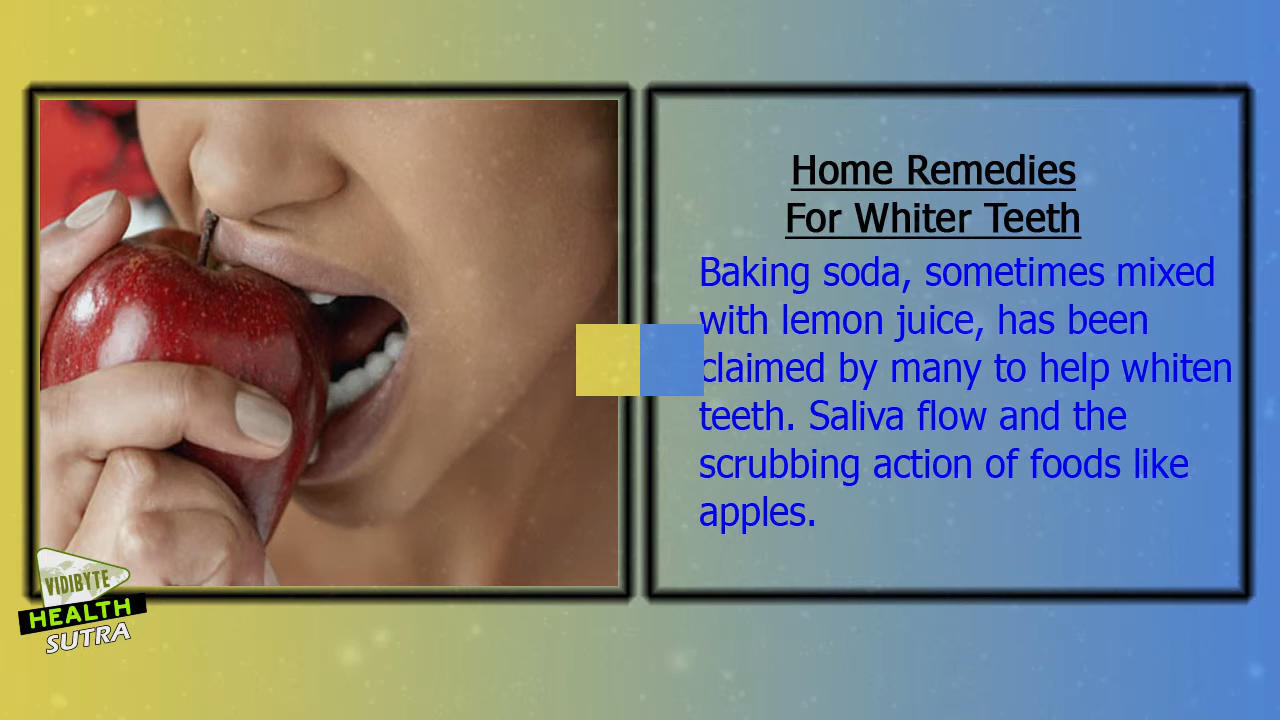 Home Remedies
For Whiter Teeth
Baking soda, sometimes mixed
with lemon juice, has been
claimed by many to help whiten
teeth. Saliva flow and the
scrubbing action of foods like
apples.
VIDIBYTE
HEALTH
SUTRA